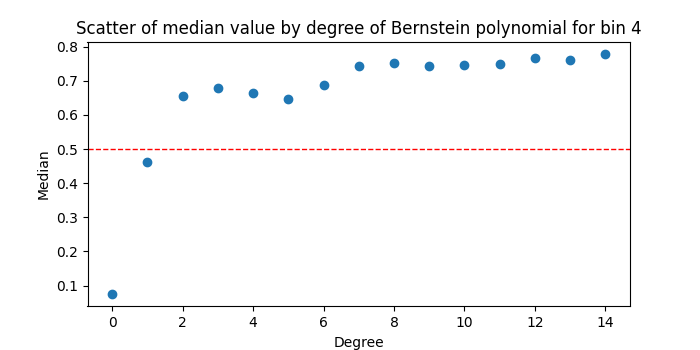 Scatter of median value by degree of Bernstein polynomial for bin 4
0.8
0.7
0.6
0.5
0.4
0.3
0.2
0.1
Median
0 2 4 6 8 10 12 14
Degree